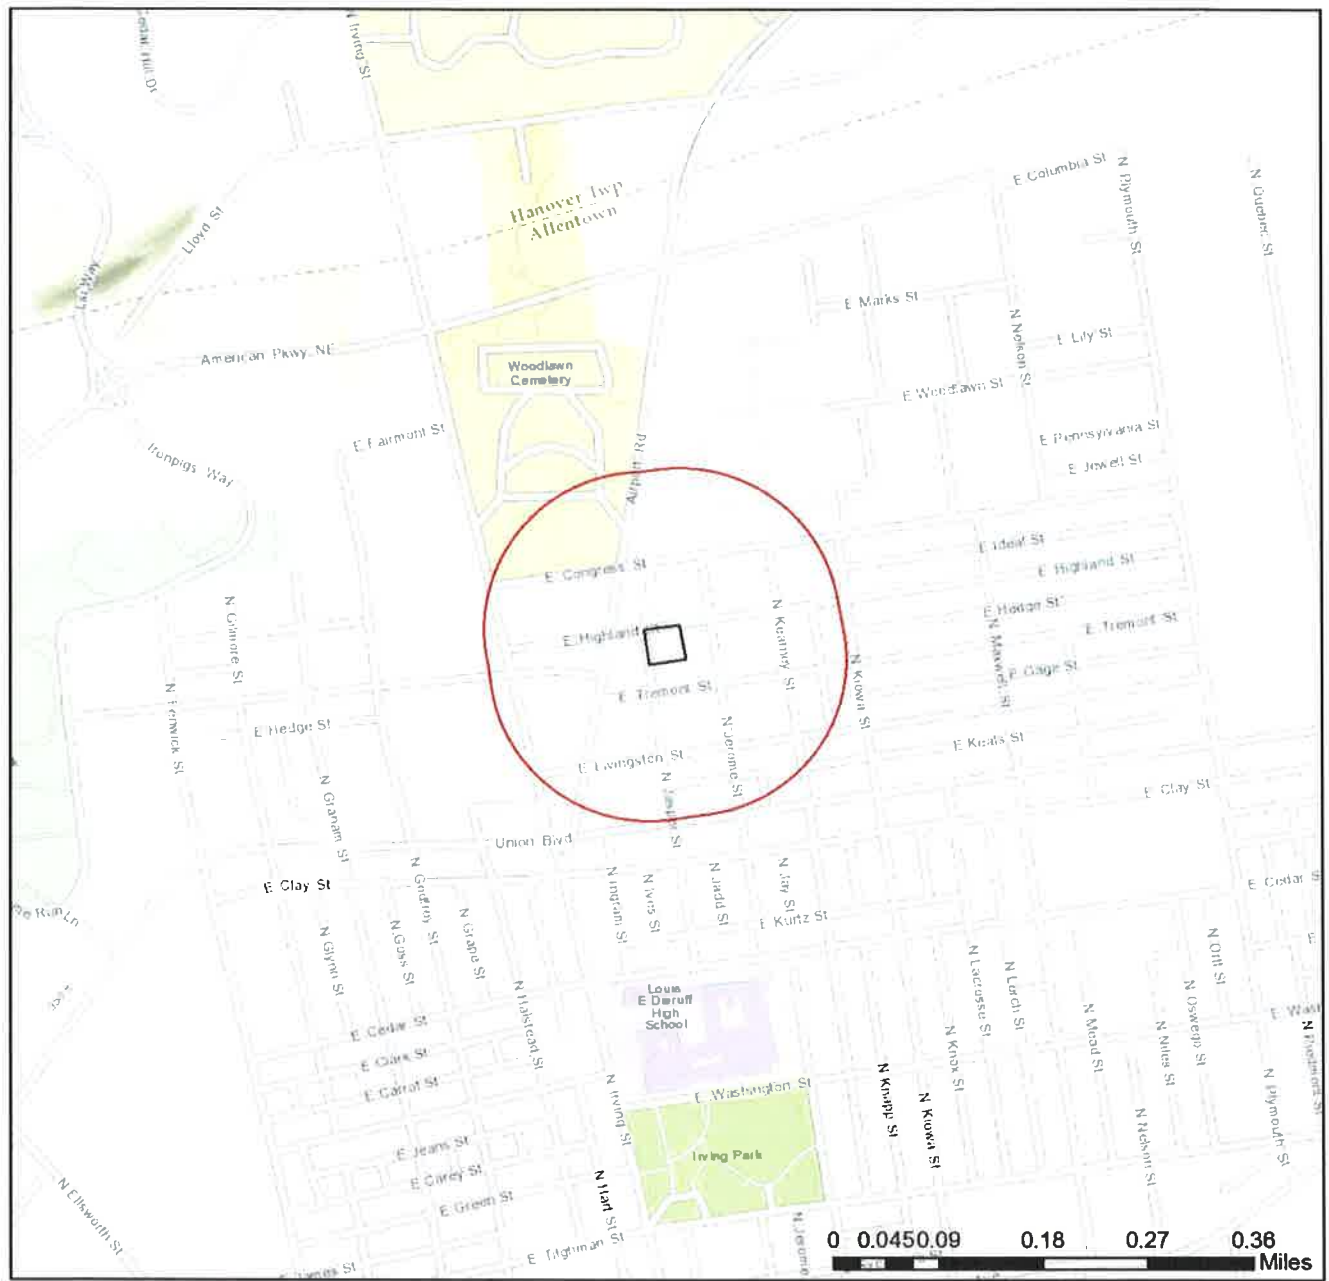 N Irving St
E Columbia St
N Plymouth St
N Quebec St
Hanover Twp
Allentown
Lloyd St
E Marks St
N Nelson St
E Lily St
American Pkwy NE
Woodlawn
Cemetery
E Woodlawn St
E Fairmont St
E Pennsylvania St
E Jewell St
Ironpigs Way
Airport Rd
E Ideal St
E Congress St
E Highland St
N Gilmore St
N Kearney St
E Hedge St
E Tremont St
E Highland
N Maxwell St
E Gage St
E Tremont St
N Fenwick St
N Kiowa St
E Hedge St
N Jerome St
E Keats St
E Livingston St
N Jasper St
E Clay St
N Graham St
Union Blvd
E Clay St
N Godfrey St
N Ingram St
N Ives St
N Jadd St
N Jay St
E Cedar S
E Kurtz St
N Grape St
N Goss St
N Glynn St
N Ott St
E
N Halstead St
Louis
E Dieruff
High
School
N Lacrosse St
N Lerch St
N Oswego St
E Cedar St
N Mead St
N Niles St
E Wash
E Clark St
N Knox St
E Carrol St
E Washington St
N Irving St
N Knapp St
N Kiowa St
N Plymouth St
N Nelson St
E Jeans St
Irving Park
E Carey St
E Green St
N Hart St
N Ellsworth St
E Tilghman St
N Jerome
0 0.0450.09 0.18 0.27 0.36
Miles